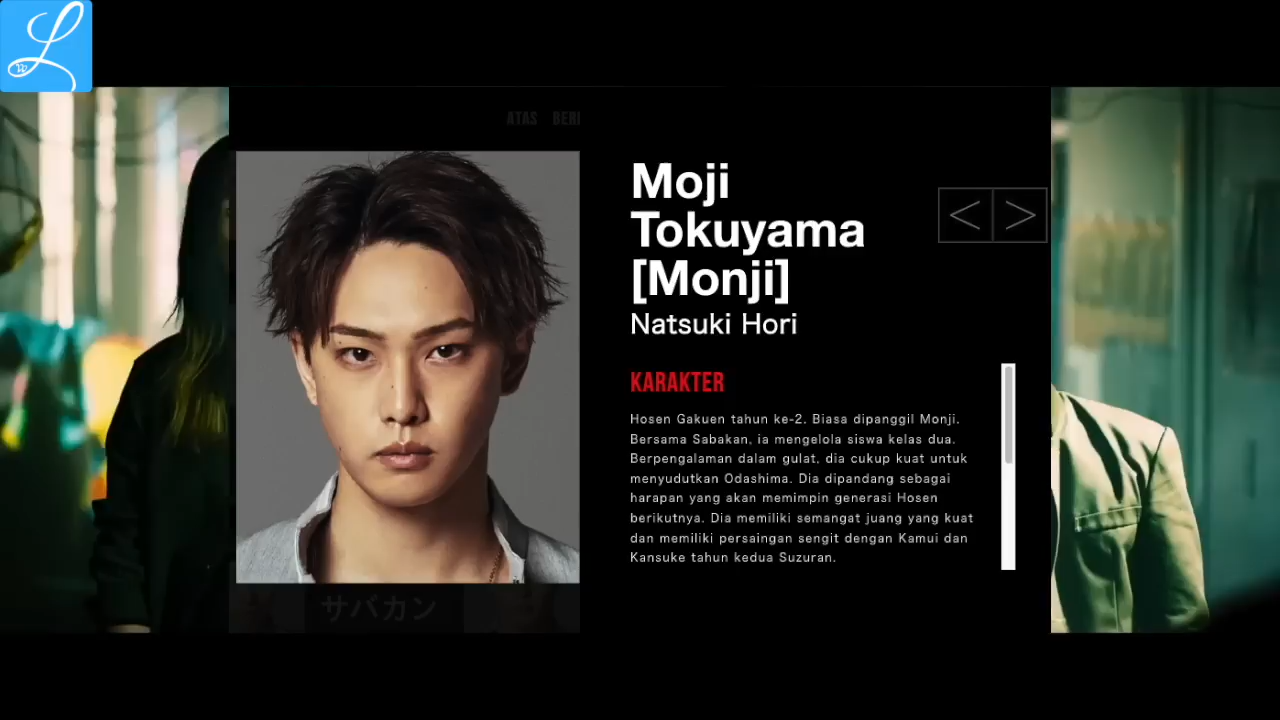 ATAS BERI
Moji
Tokuyama
[Monji]
Natsuki Hori
KARAKTER
Hosen Gakuen tahun ke-2. Biasa dipanggil Monji.
Bersama Sabakan, ia mengelola siswa kelas dua.
Berpengalaman dalam gulat, dia cukup kuat untuk
menyudutkan Odashima. Dia dipandang sebagai
harapan yang akan memimpin generasi Hosen
berikutnya. Dia memiliki semangat juang yang kuat
dan memiliki persaingan sengit dengan Kamui dan
Kansuke tahun kedua Suzuran.
サバカン